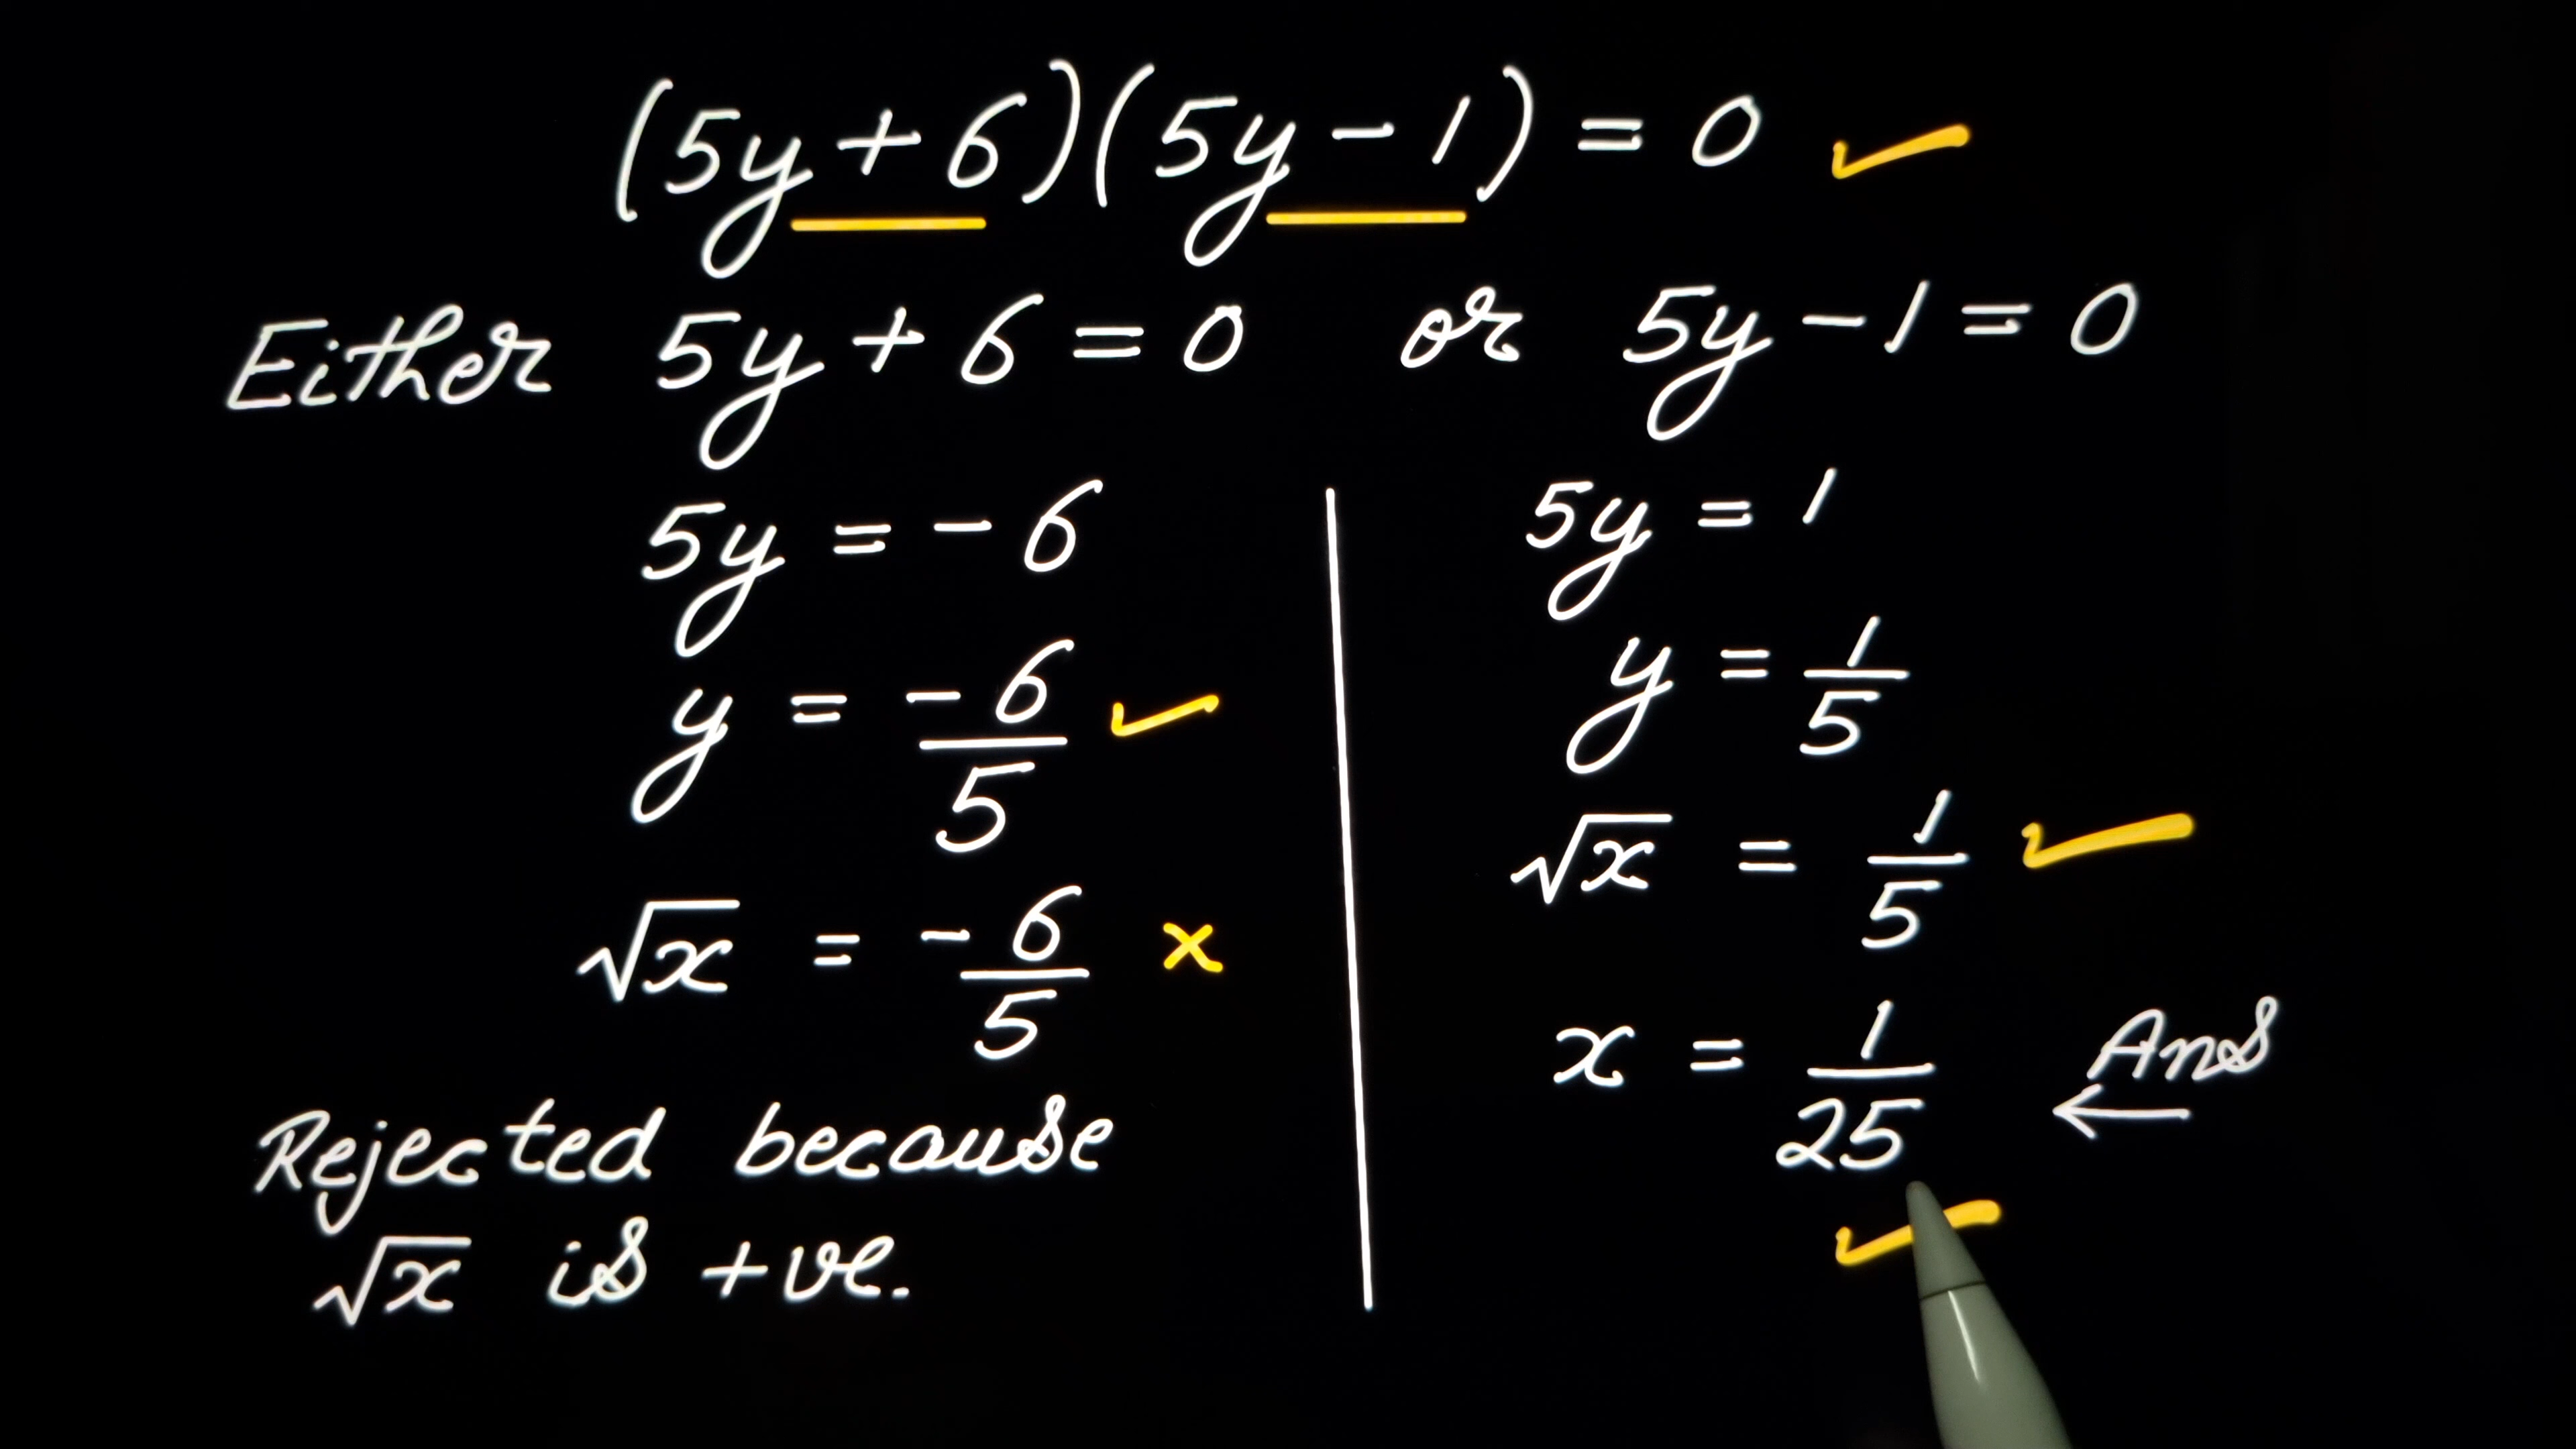 (5y + 6)(5y − 1) = 0 ✓
Either 5y + 6 = 0 or 5y − 1 = 0
5y = − 6
y = −6/5 ✓
√x = −6/5 ×
Rejected because
√x is +ve.
5y = 1
y = 1/5
√x = 1/5 ✓
x = 1/25 ← Ans
✓